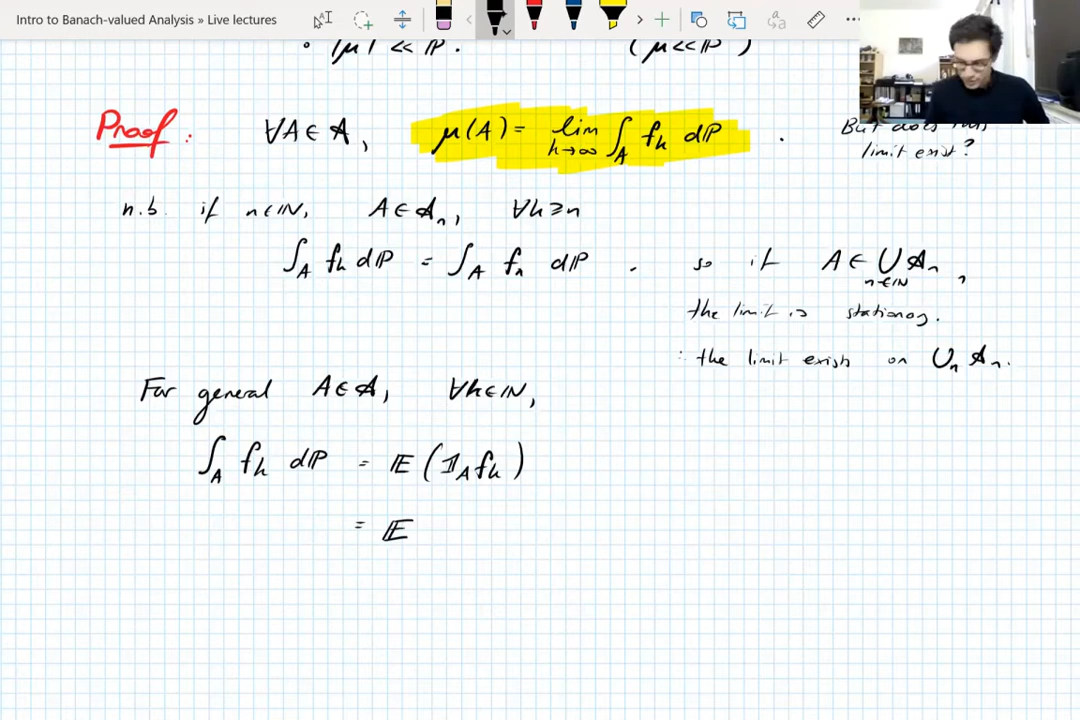 Intro to Banach-valued Analysis » Live lectures
• |μ| << ℙ. (μ << ℙ)
Proof: ∀A ∈ 𝒜, μ(A) = lim_{k→∞} ∫_A f_k dℙ . But does this
limit exist?
n.b. if n ∈ ℕ, A ∈ 𝒜_n, ∀k ≥ n
∫_A f_k dℙ = ∫_A f_n dℙ . so if A ∈ ⋃_{n∈ℕ} 𝒜_n,
the limit is stationary.
∴ the limit exists on ⋃_n 𝒜_n.
For general A ∈ 𝒜, ∀k ∈ ℕ,
∫_A f_k dℙ = 𝔼(𝟙_A f_k)
= 𝔼